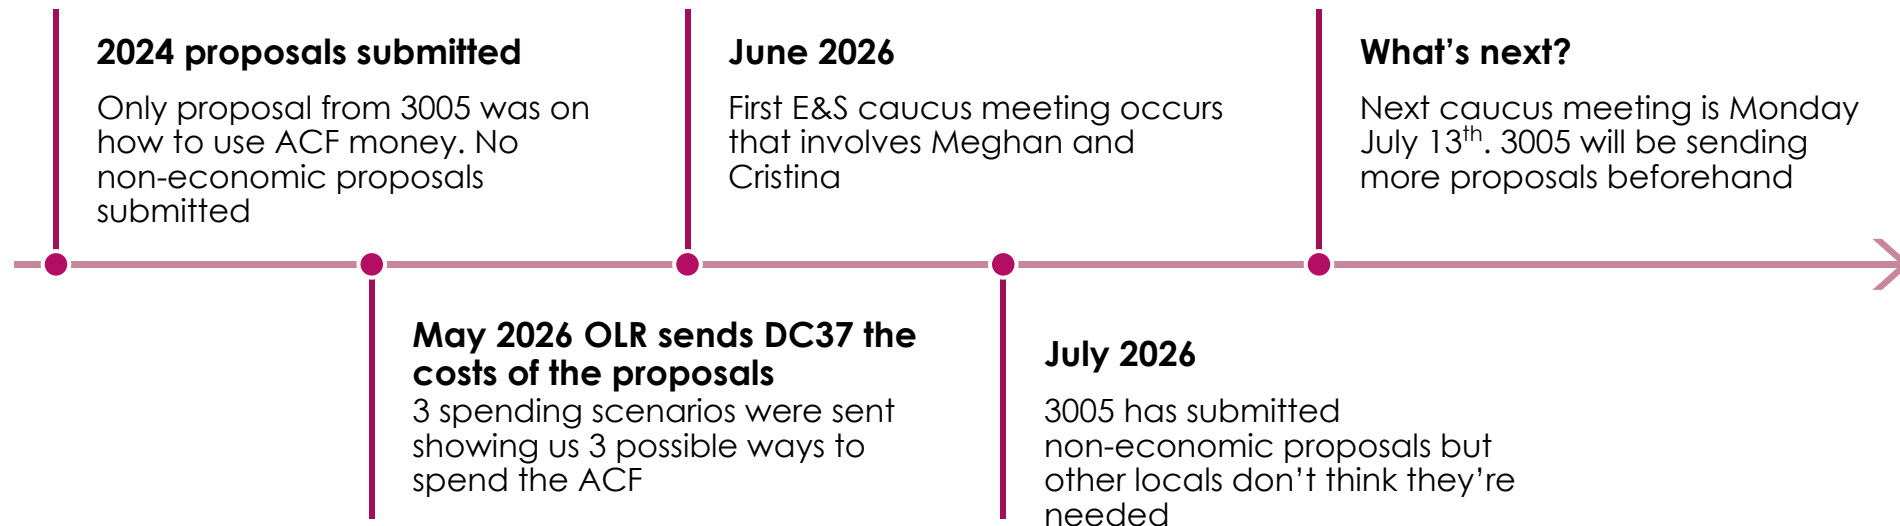 2024 proposals submitted
Only proposal from 3005 was on
how to use ACF money. No
non-economic proposals
submitted
May 2026 OLR sends DC37 the
costs of the proposals
3 spending scenarios were sent
showing us 3 possible ways to
spend the ACF
June 2026
First E&S caucus meeting occurs
that involves Meghan and
Cristina
July 2026
3005 has submitted
non-economic proposals but
other locals don’t think they’re
needed
What’s next?
Next caucus meeting is Monday
July 13th. 3005 will be sending
more proposals beforehand